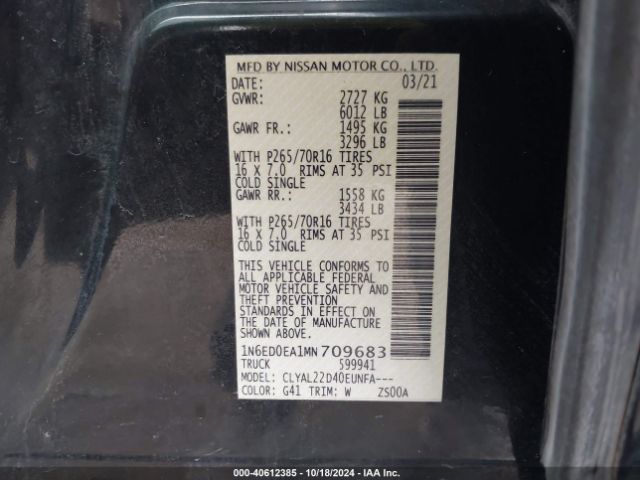 MFD BY NISSAN MOTOR CO., LTD.
DATE: 03/21
GVWR: 2727 KG
6012 LB
GAWR FR.: 1495 KG
3296 LB
WITH P265/70R16 TIRES
16 X 7.0 RIMS AT 35 PSI
COLD SINGLE
GAWR RR.: 1558 KG
3434 LB
WITH P265/70R16 TIRES
16 X 7.0 RIMS AT 35 PSI
COLD SINGLE
THIS VEHICLE CONFORMS TO
ALL APPLICABLE FEDERAL
MOTOR VEHICLE SAFETY AND
THEFT PREVENTION
STANDARDS IN EFFECT ON
THE DATE OF MANUFACTURE
SHOWN ABOVE.
1N6ED0EA1MN709683
TRUCK 599941
MODEL: CLYAL22D40EUNFA---
COLOR: G41 TRIM: W ZS00A
000-40612385 - 10/18/2024 - IAA Inc.